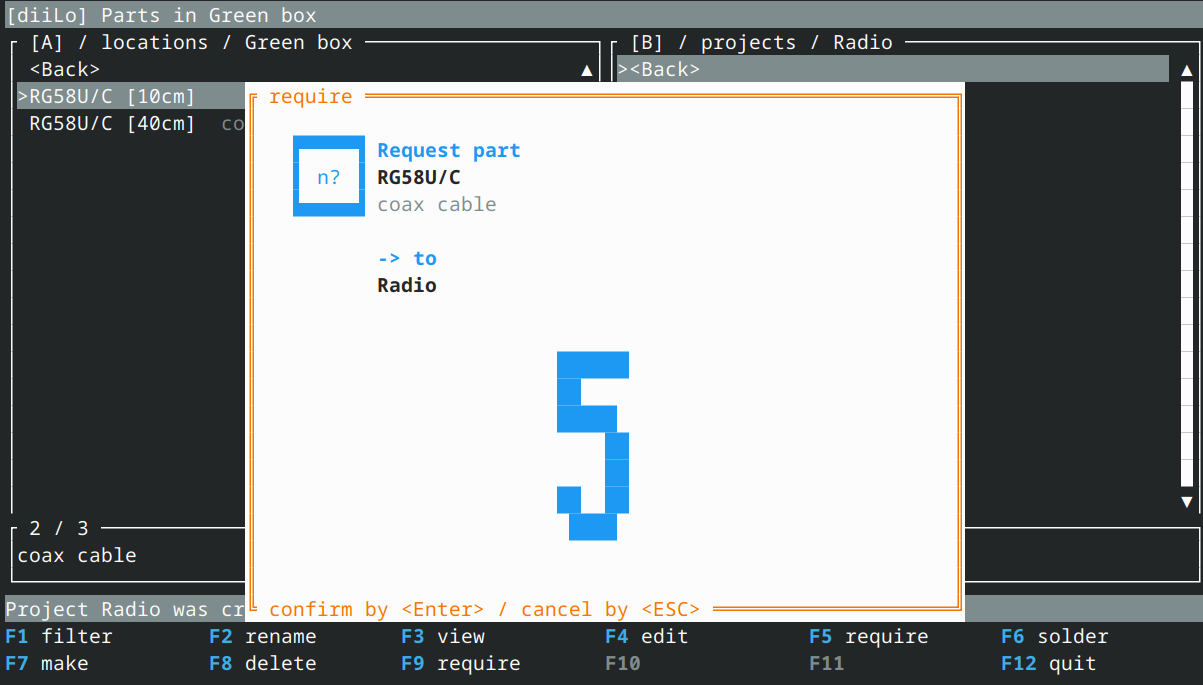 [diiLo] Parts in Green box
[A] / locations / Green box
<Back> ▲
>RG58U/C [10cm]
RG58U/C [40cm] co
2 / 3
coax cable
[B] / projects / Radio
><Back> ▲
▼
require
n?
Request part
RG58U/C
coax cable
-> to
Radio
5
confirm by <Enter> / cancel by <ESC>
Project Radio was cr
F1 filter F2 rename F3 view F4 edit F5 require F6 solder
F7 make F8 delete F9 require F10 F11 F12 quit